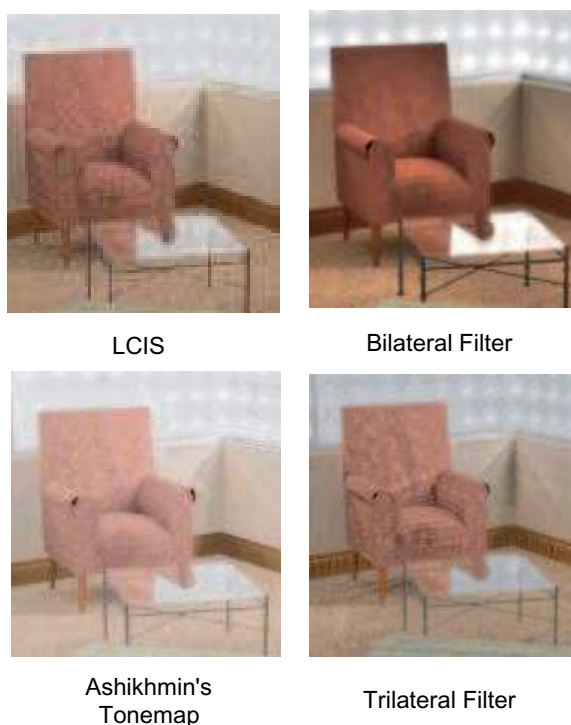 LCIS
Bilateral Filter
Ashikhmin's
Tonemap
Trilateral Filter